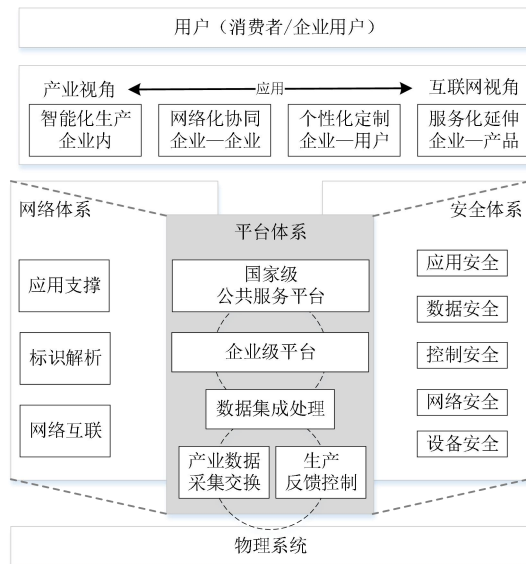 用户（消费者/企业用户）
产业视角
应用
互联网视角
智能化生产
企业内
网络化协同
企业—企业
个性化定制
企业—用户
服务化延伸
企业—产品
网络体系
应用支撑
标识解析
网络互联
平台体系
国家级
公共服务平台
企业级平台
数据集成处理
产业数据
采集交换
生产
反馈控制
安全体系
应用安全
数据安全
控制安全
网络安全
设备安全
物理系统